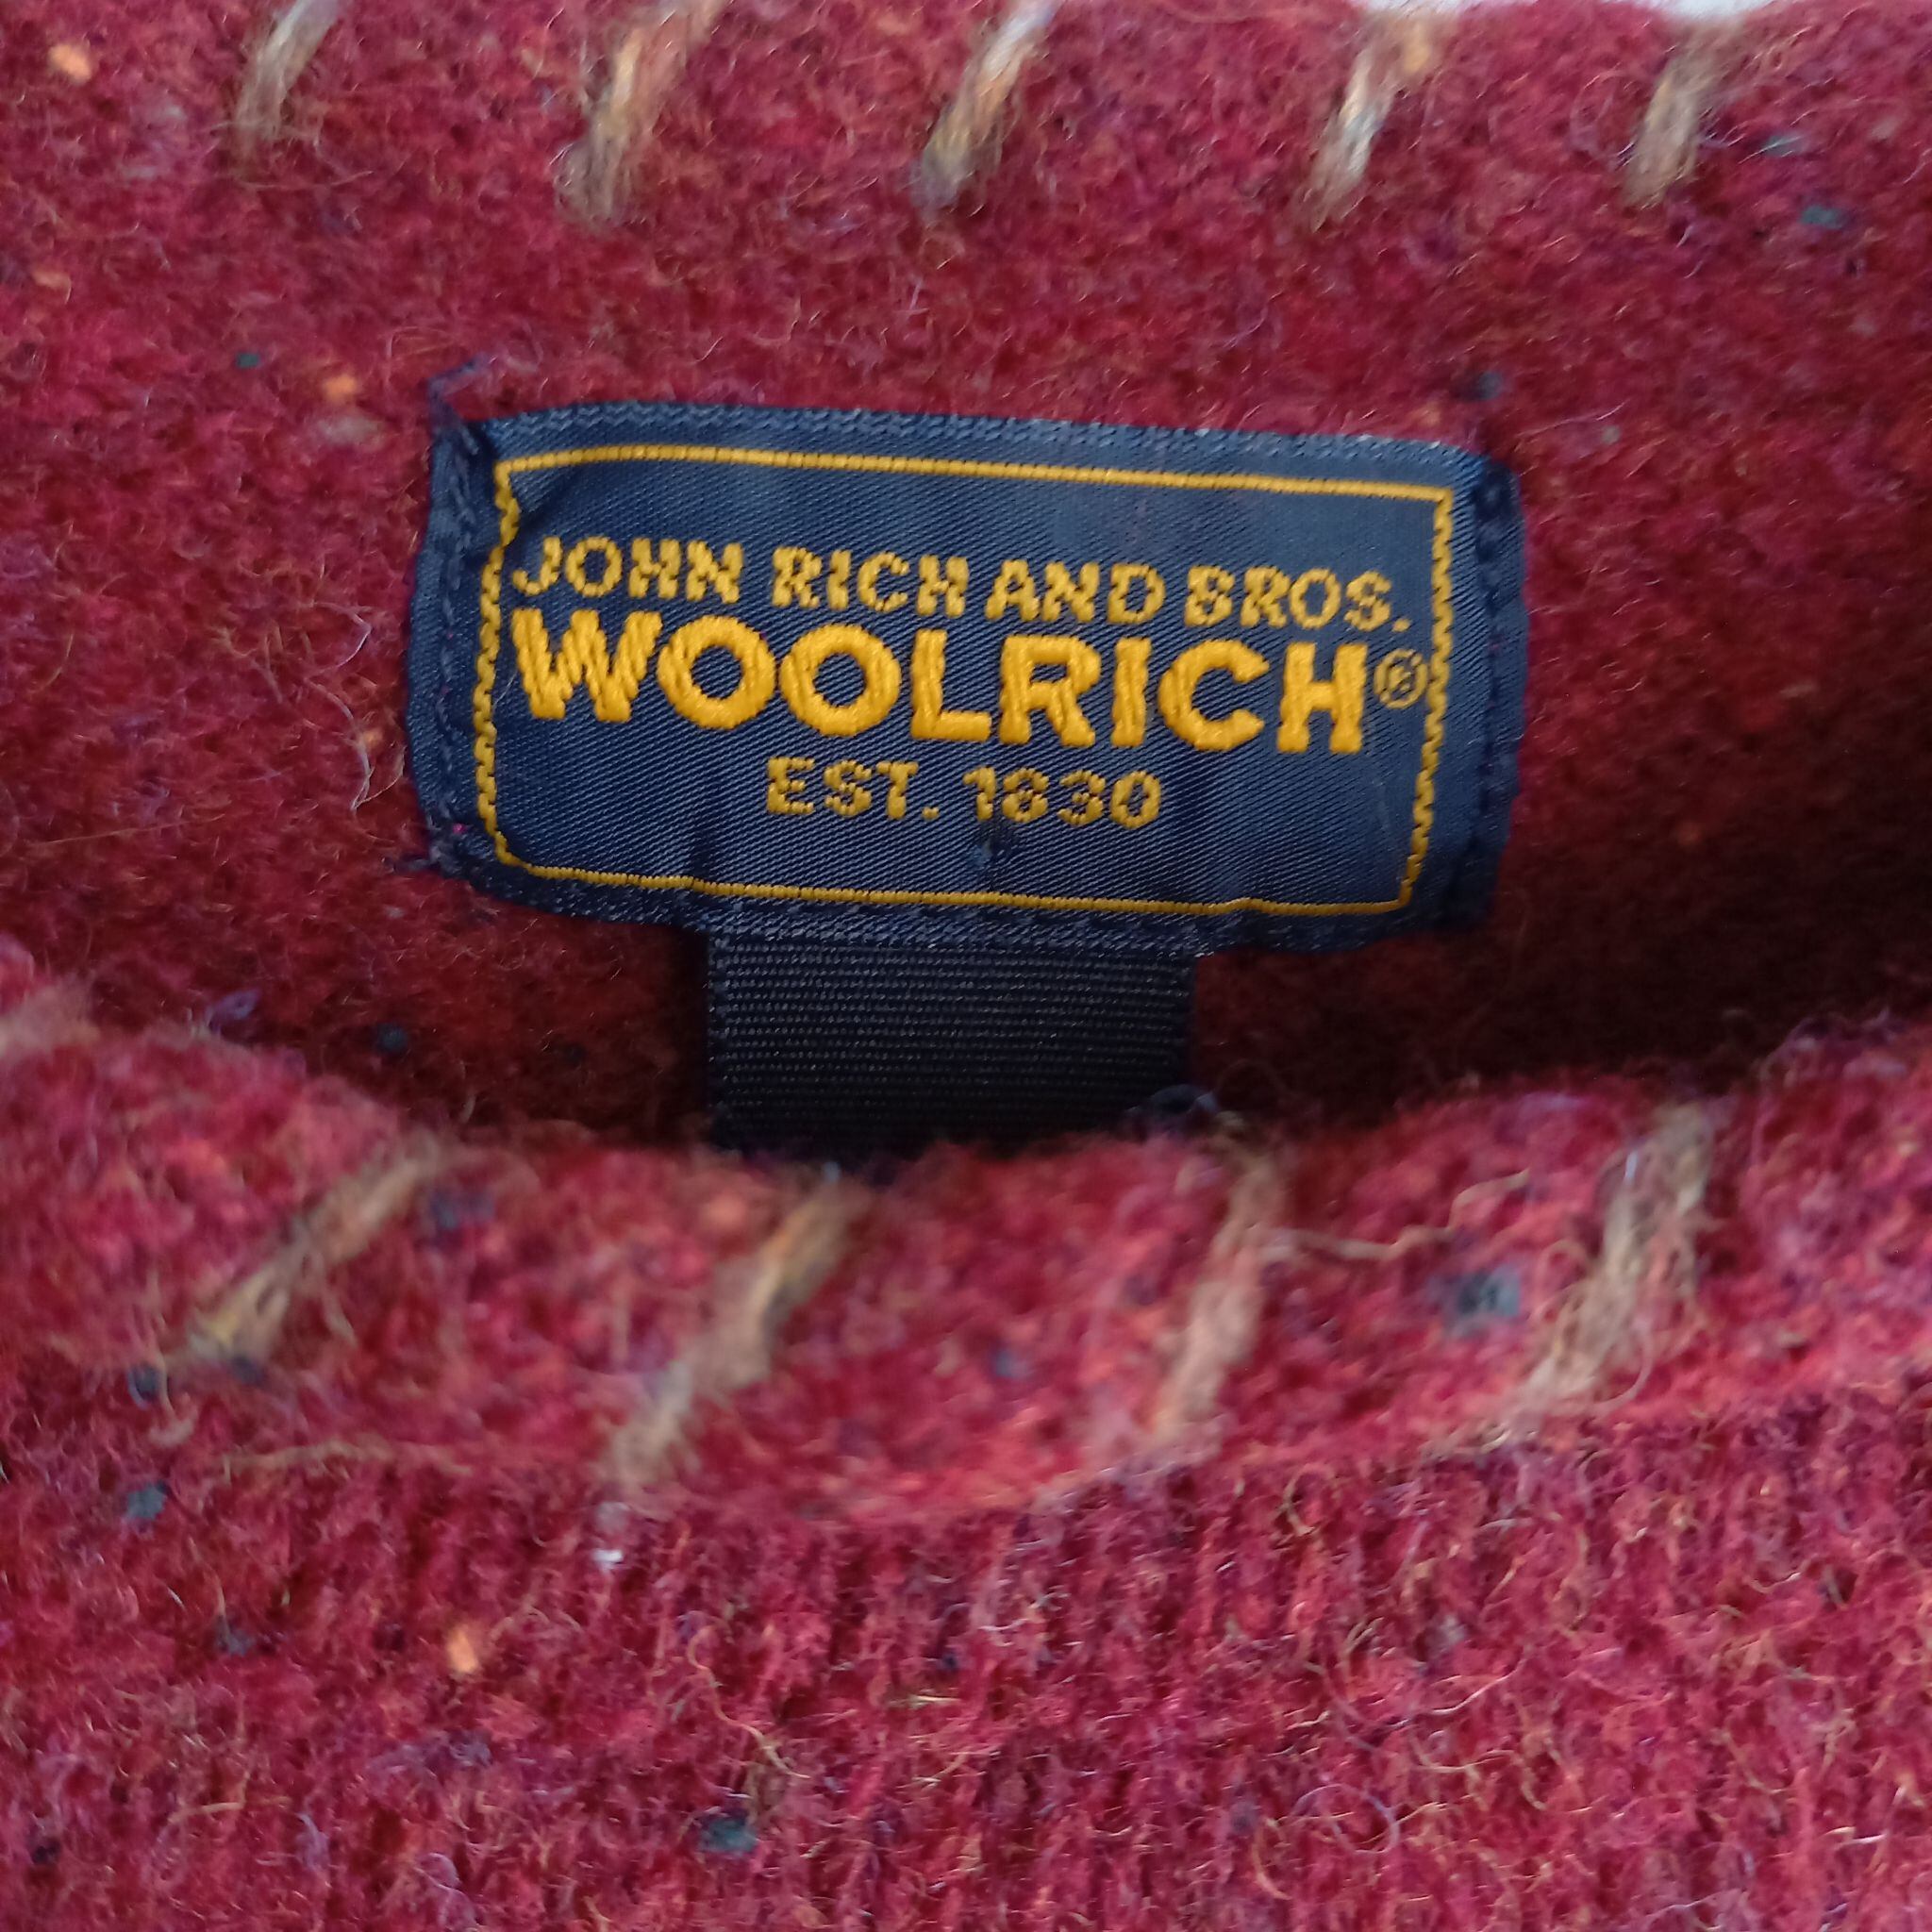 JOHN RICH AND BROS.
WOOLRICH®
EST. 1830